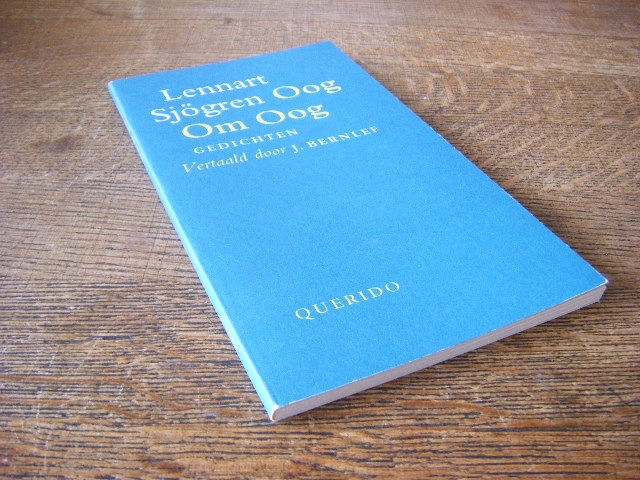 Lennart
Sjögren Oog
Om Oog
GEDICHTEN
Vertaald door J. BERNLEF
QUERIDO